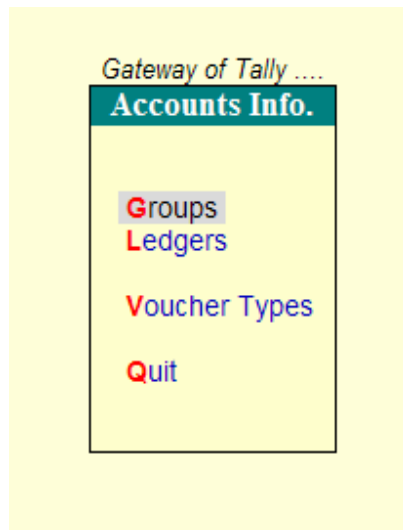 Gateway of Tally ....
Accounts Info.
Groups
Ledgers
Voucher Types
Quit